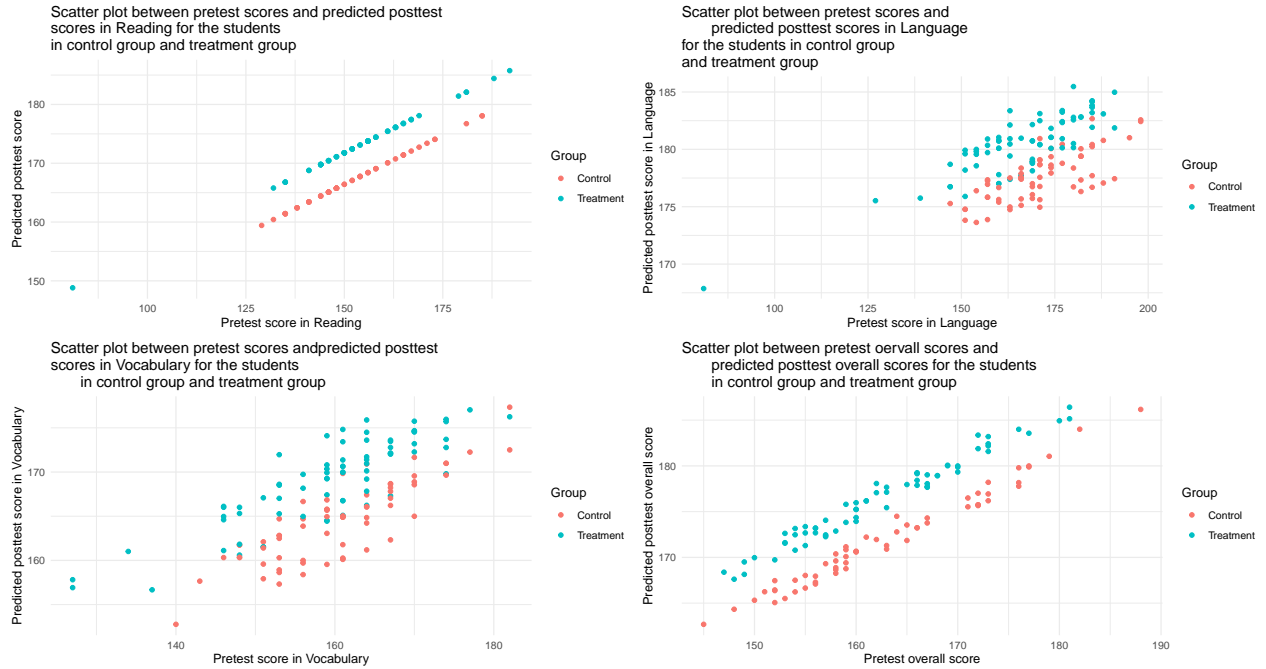 Scatter plot between pretest scores and predicted posttest
scores in Reading for the students
in control group and treatment group
Predicted posttest score
180
170
160
150
100
125
150
175
Pretest score in Reading
Group
Control
Treatment
Scatter plot between pretest scores and
predicted posttest scores in Language
for the students in control group
and treatment group
Predicted posttest score in Language
185
180
175
170
100
125
150
175
200
Pretest score in Language
Group
Control
Treatment
Scatter plot between pretest scores andpredicted posttest
scores in Vocabulary for the students
in control group and treatment group
Predicted posttest score in Vocabulary
170
160
140
160
180
Pretest score in Vocabulary
Group
Control
Treatment
Scatter plot between pretest oervall scores and
predicted posttest overall scores for the students
in control group and treatment group
Predicted posttest overall score
180
170
150
160
170
180
190
Pretest overall score
Group
Control
Treatment